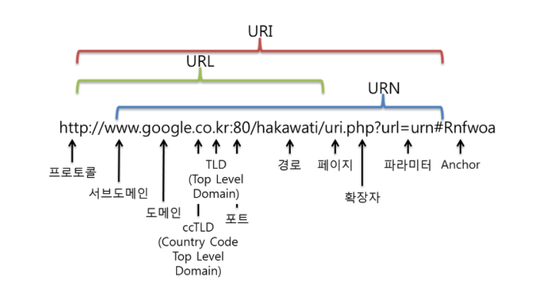 URI
URL
URN
http://www.google.co.kr:80/hakawati/uri.php?url=urn#Rnfwoa
프로토콜
서브도메인
도메인
TLD
(Top Level
Domain)
ccTLD
(Country Code
Top Level
Domain)
포트
경로
페이지
확장자
파라미터
Anchor